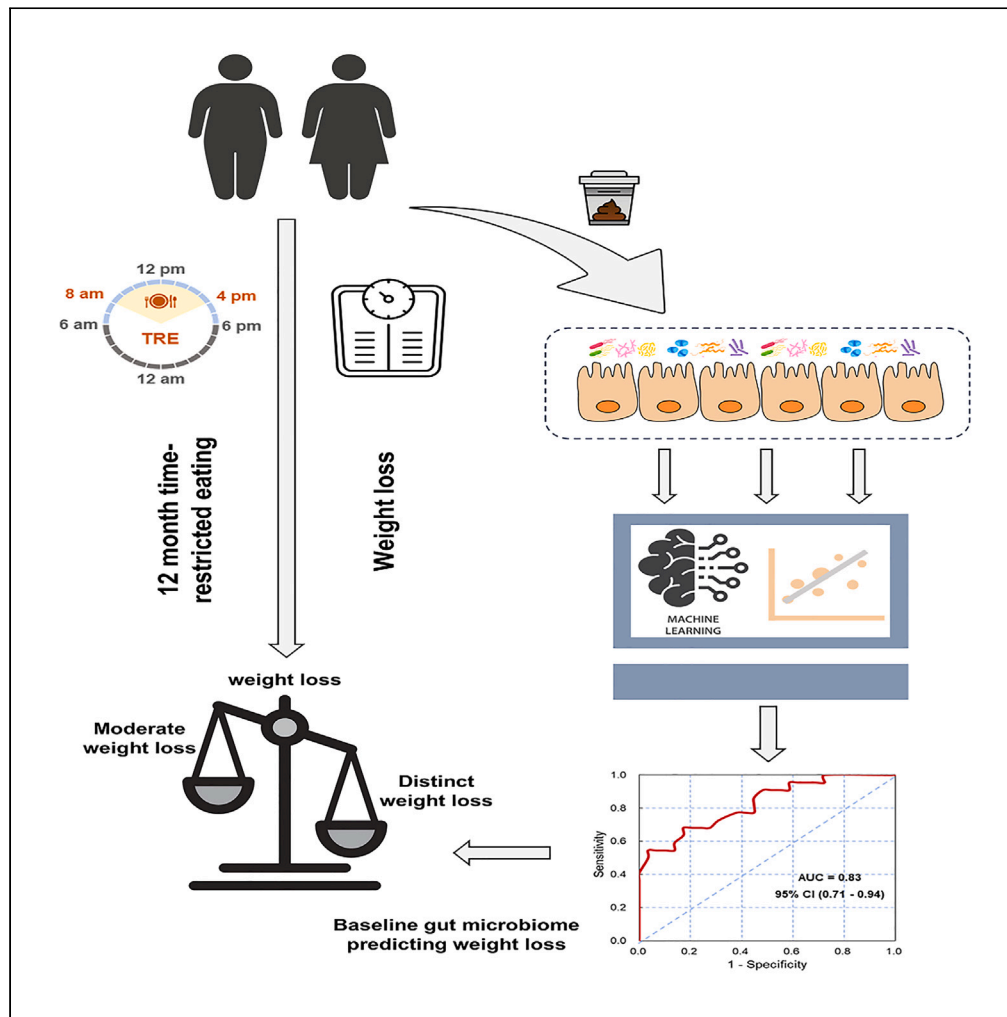 12 pm
8 am
4 pm
6 am
6 pm
TRE
12 am
12 month time-
restricted eating
Weight loss
MACHINE
LEARNING
weight loss
Moderate
weight loss
Distinct
weight loss
Baseline gut microbiome
predicting weight loss
1.0
0.8
0.6
0.4
0.2
0.0
Sensitivity
AUC = 0.83
95% CI (0.71 - 0.94)
0.0
0.2
0.4
0.6
0.8
1.0
1 - Specificity